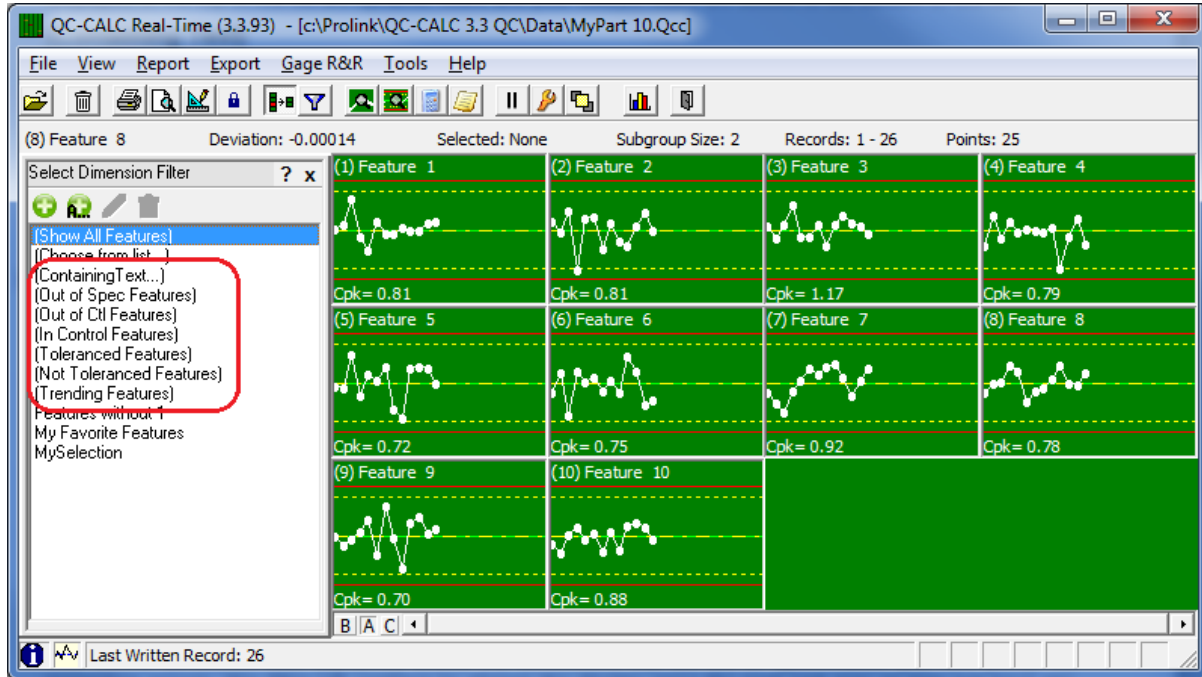 QC-CALC Real-Time (3.3.93) - [c:\Prolink\QC-CALC 3.3 QC\Data\MyPart 10.Qcc]
File View Report Export Gage R&R Tools Help
(8) Feature 8 Deviation: -0.00014 Selected: None Subgroup Size: 2 Records: 1 - 26 Points: 25
Select Dimension Filter ? x
A...
(Show All Features)
(Choose from list...)
(ContainingText...)
(Out of Spec Features)
(Out of Ctl Features)
(In Control Features)
(Toleranced Features)
(Not Toleranced Features)
(Trending Features)
Features without 1
My Favorite Features
MySelection
(1) Feature 1
Cpk= 0.81
(2) Feature 2
Cpk= 0.81
(3) Feature 3
Cpk= 1.17
(4) Feature 4
Cpk= 0.79
(5) Feature 5
Cpk= 0.72
(6) Feature 6
Cpk= 0.75
(7) Feature 7
Cpk= 0.92
(8) Feature 8
Cpk= 0.78
(9) Feature 9
Cpk= 0.70
(10) Feature 10
Cpk= 0.88
B A C
Last Written Record: 26